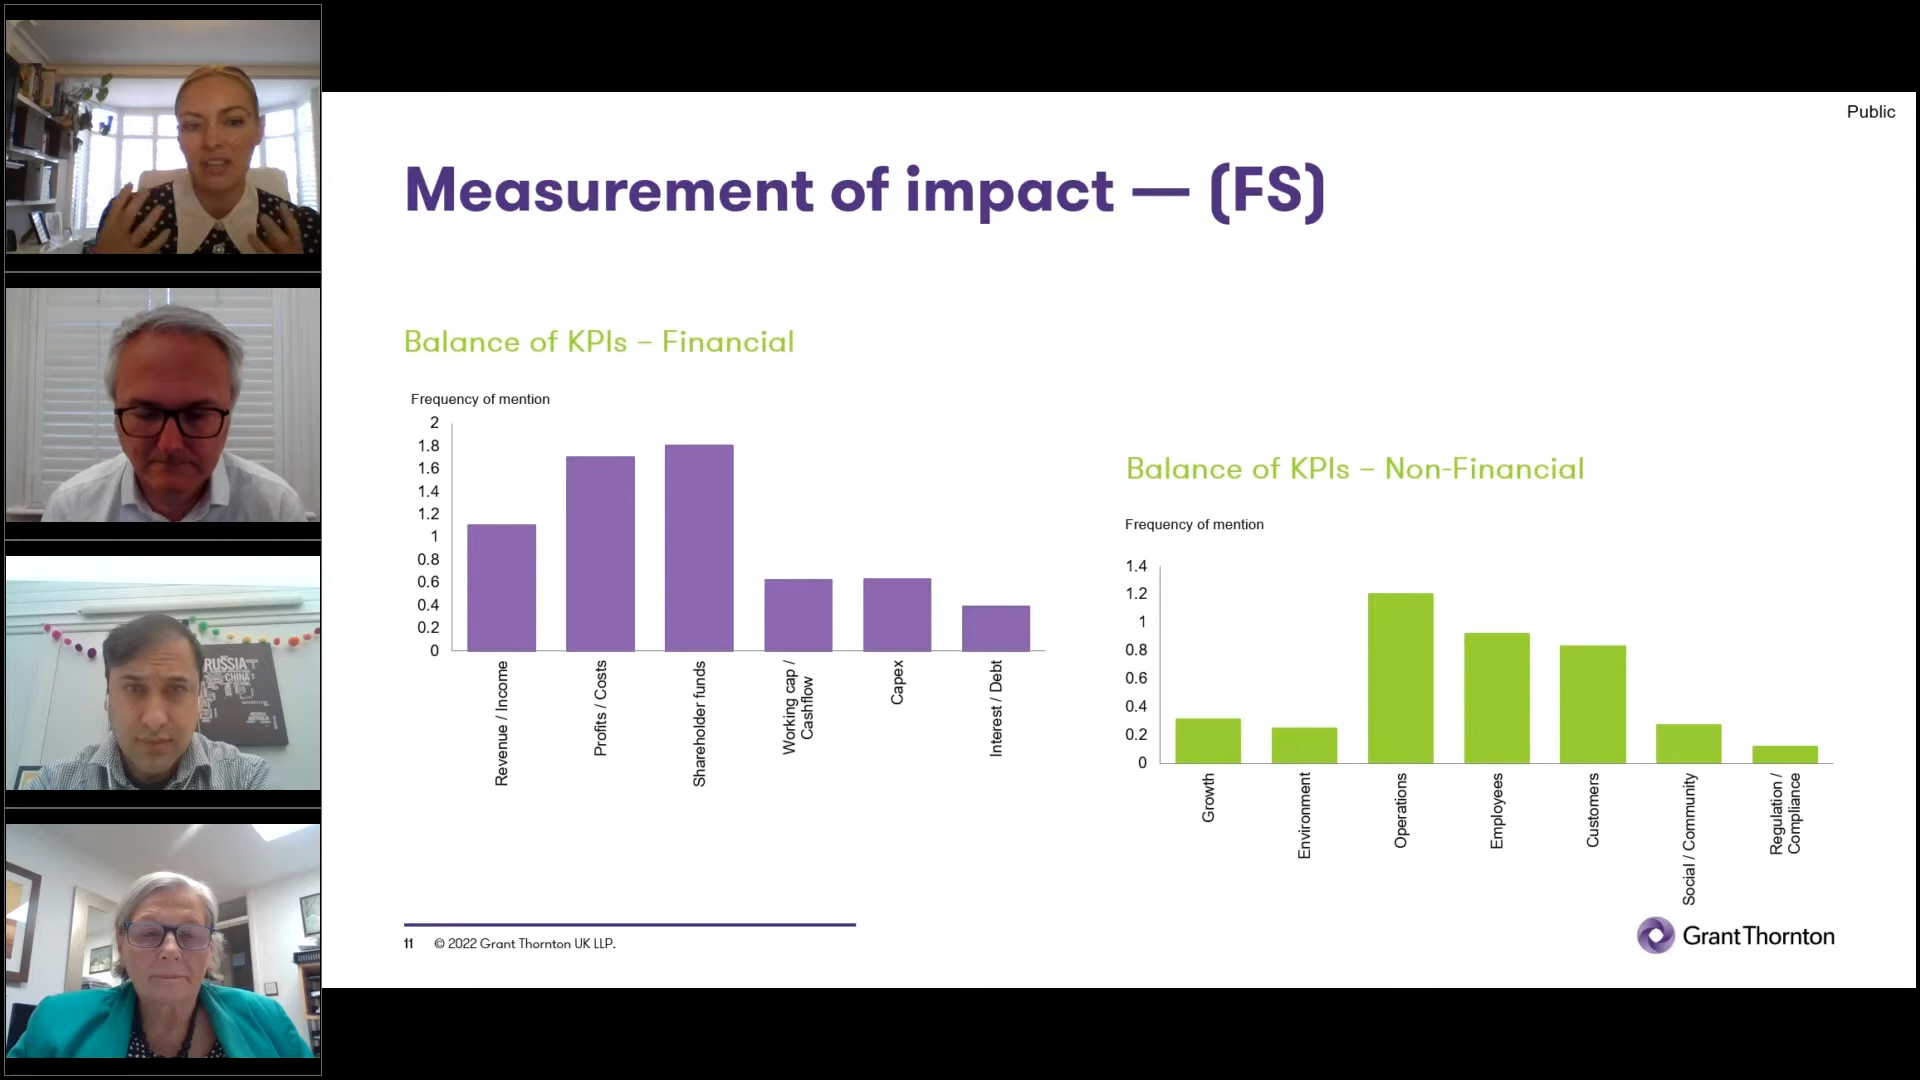 Public
Measurement of impact — (FS)
Balance of KPIs – Financial
Frequency of mention
2
1.8
1.6
1.4
1.2
1
0.8
0.6
0.4
0.2
0
Revenue / Income
Profits / Costs
Shareholder funds
Working cap /
Cashflow
Capex
Interest / Debt
Balance of KPIs – Non-Financial
Frequency of mention
1.4
1.2
1
0.8
0.6
0.4
0.2
0
Growth
Environment
Operations
Employees
Customers
Social / Community
Regulation /
Compliance
11 © 2022 Grant Thornton UK LLP.
Grant Thornton
RUSSIA
CHINA